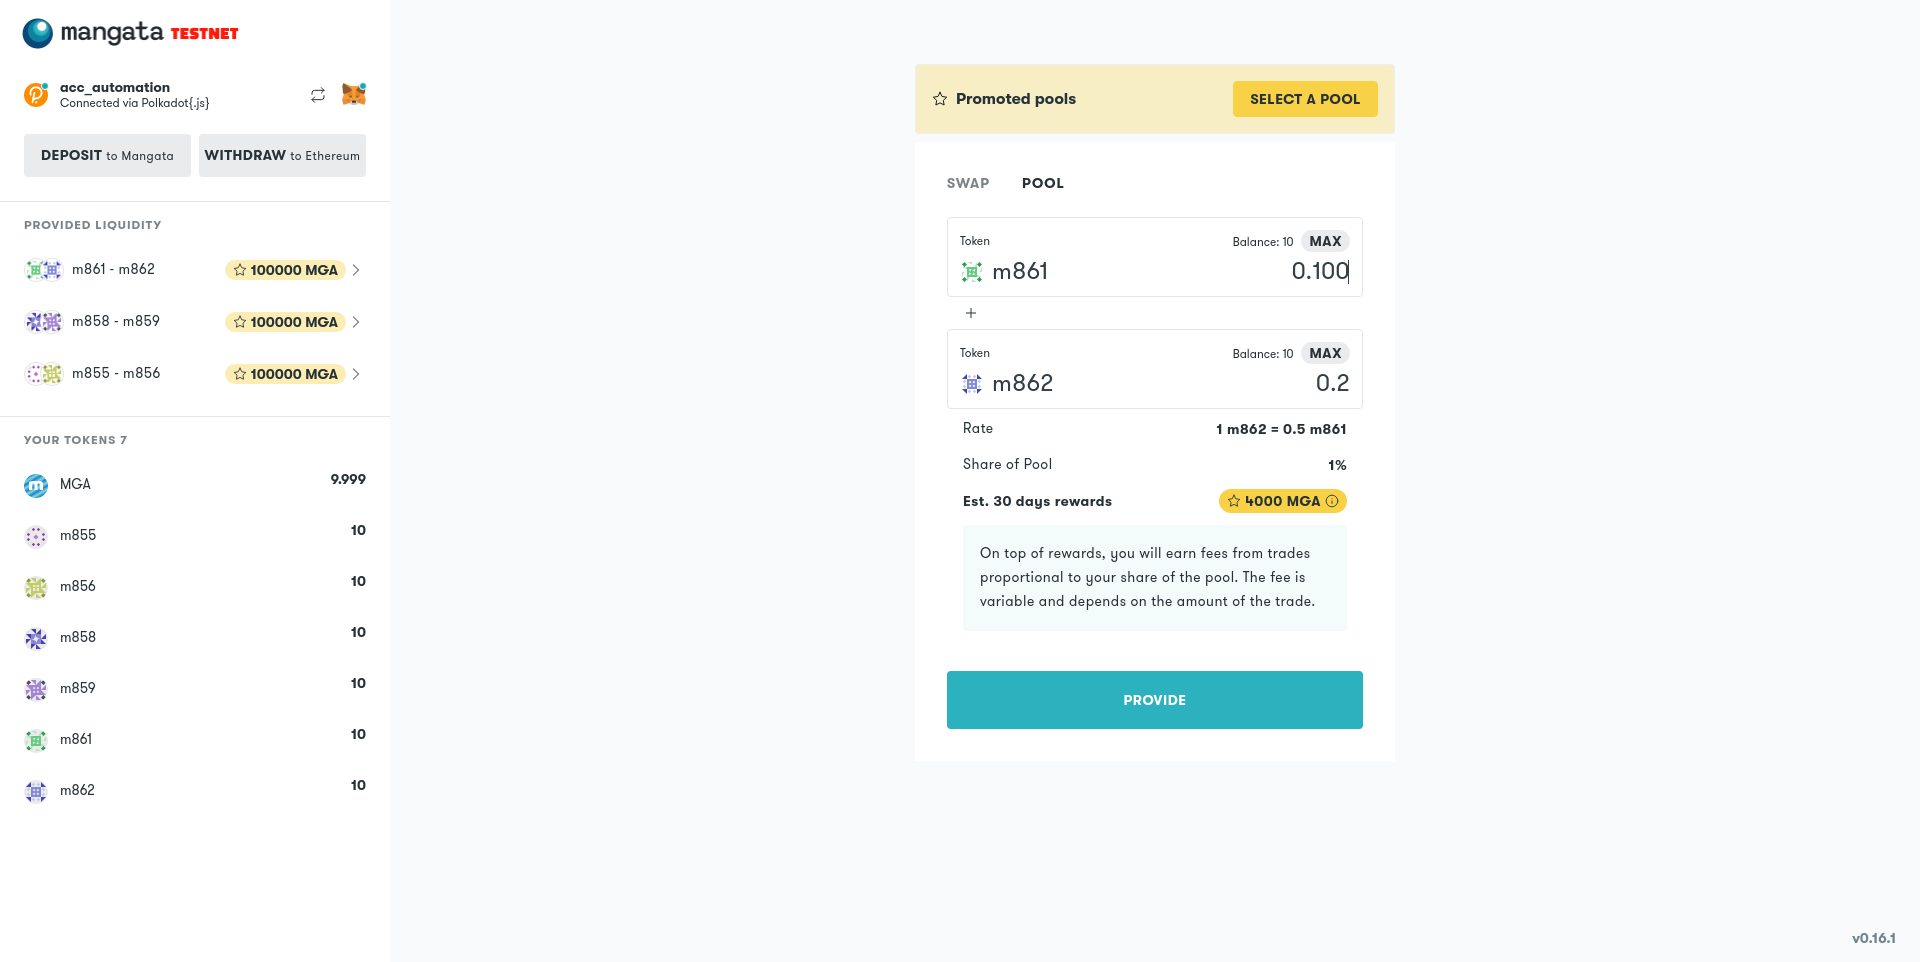 mangata TESTNET
acc_automation
Connected via Polkadot{.js}
DEPOSIT to Mangata
WITHDRAW to Ethereum
PROVIDED LIQUIDITY
m861 - m862
100000 MGA
m858 - m859
100000 MGA
m855 - m856
100000 MGA
YOUR TOKENS 7
MGA
9.999
m855
10
m856
10
m858
10
m859
10
m861
10
m862
10
Promoted pools
SELECT A POOL
SWAP
POOL
Token
Balance: 10
MAX
m861
0.100
+
Token
Balance: 10
MAX
m862
0.2
Rate
1 m862 = 0.5 m861
Share of Pool
1%
Est. 30 days rewards
4000 MGA
On top of rewards, you will earn fees from trades
proportional to your share of the pool. The fee is
variable and depends on the amount of the trade.
PROVIDE
v0.16.1